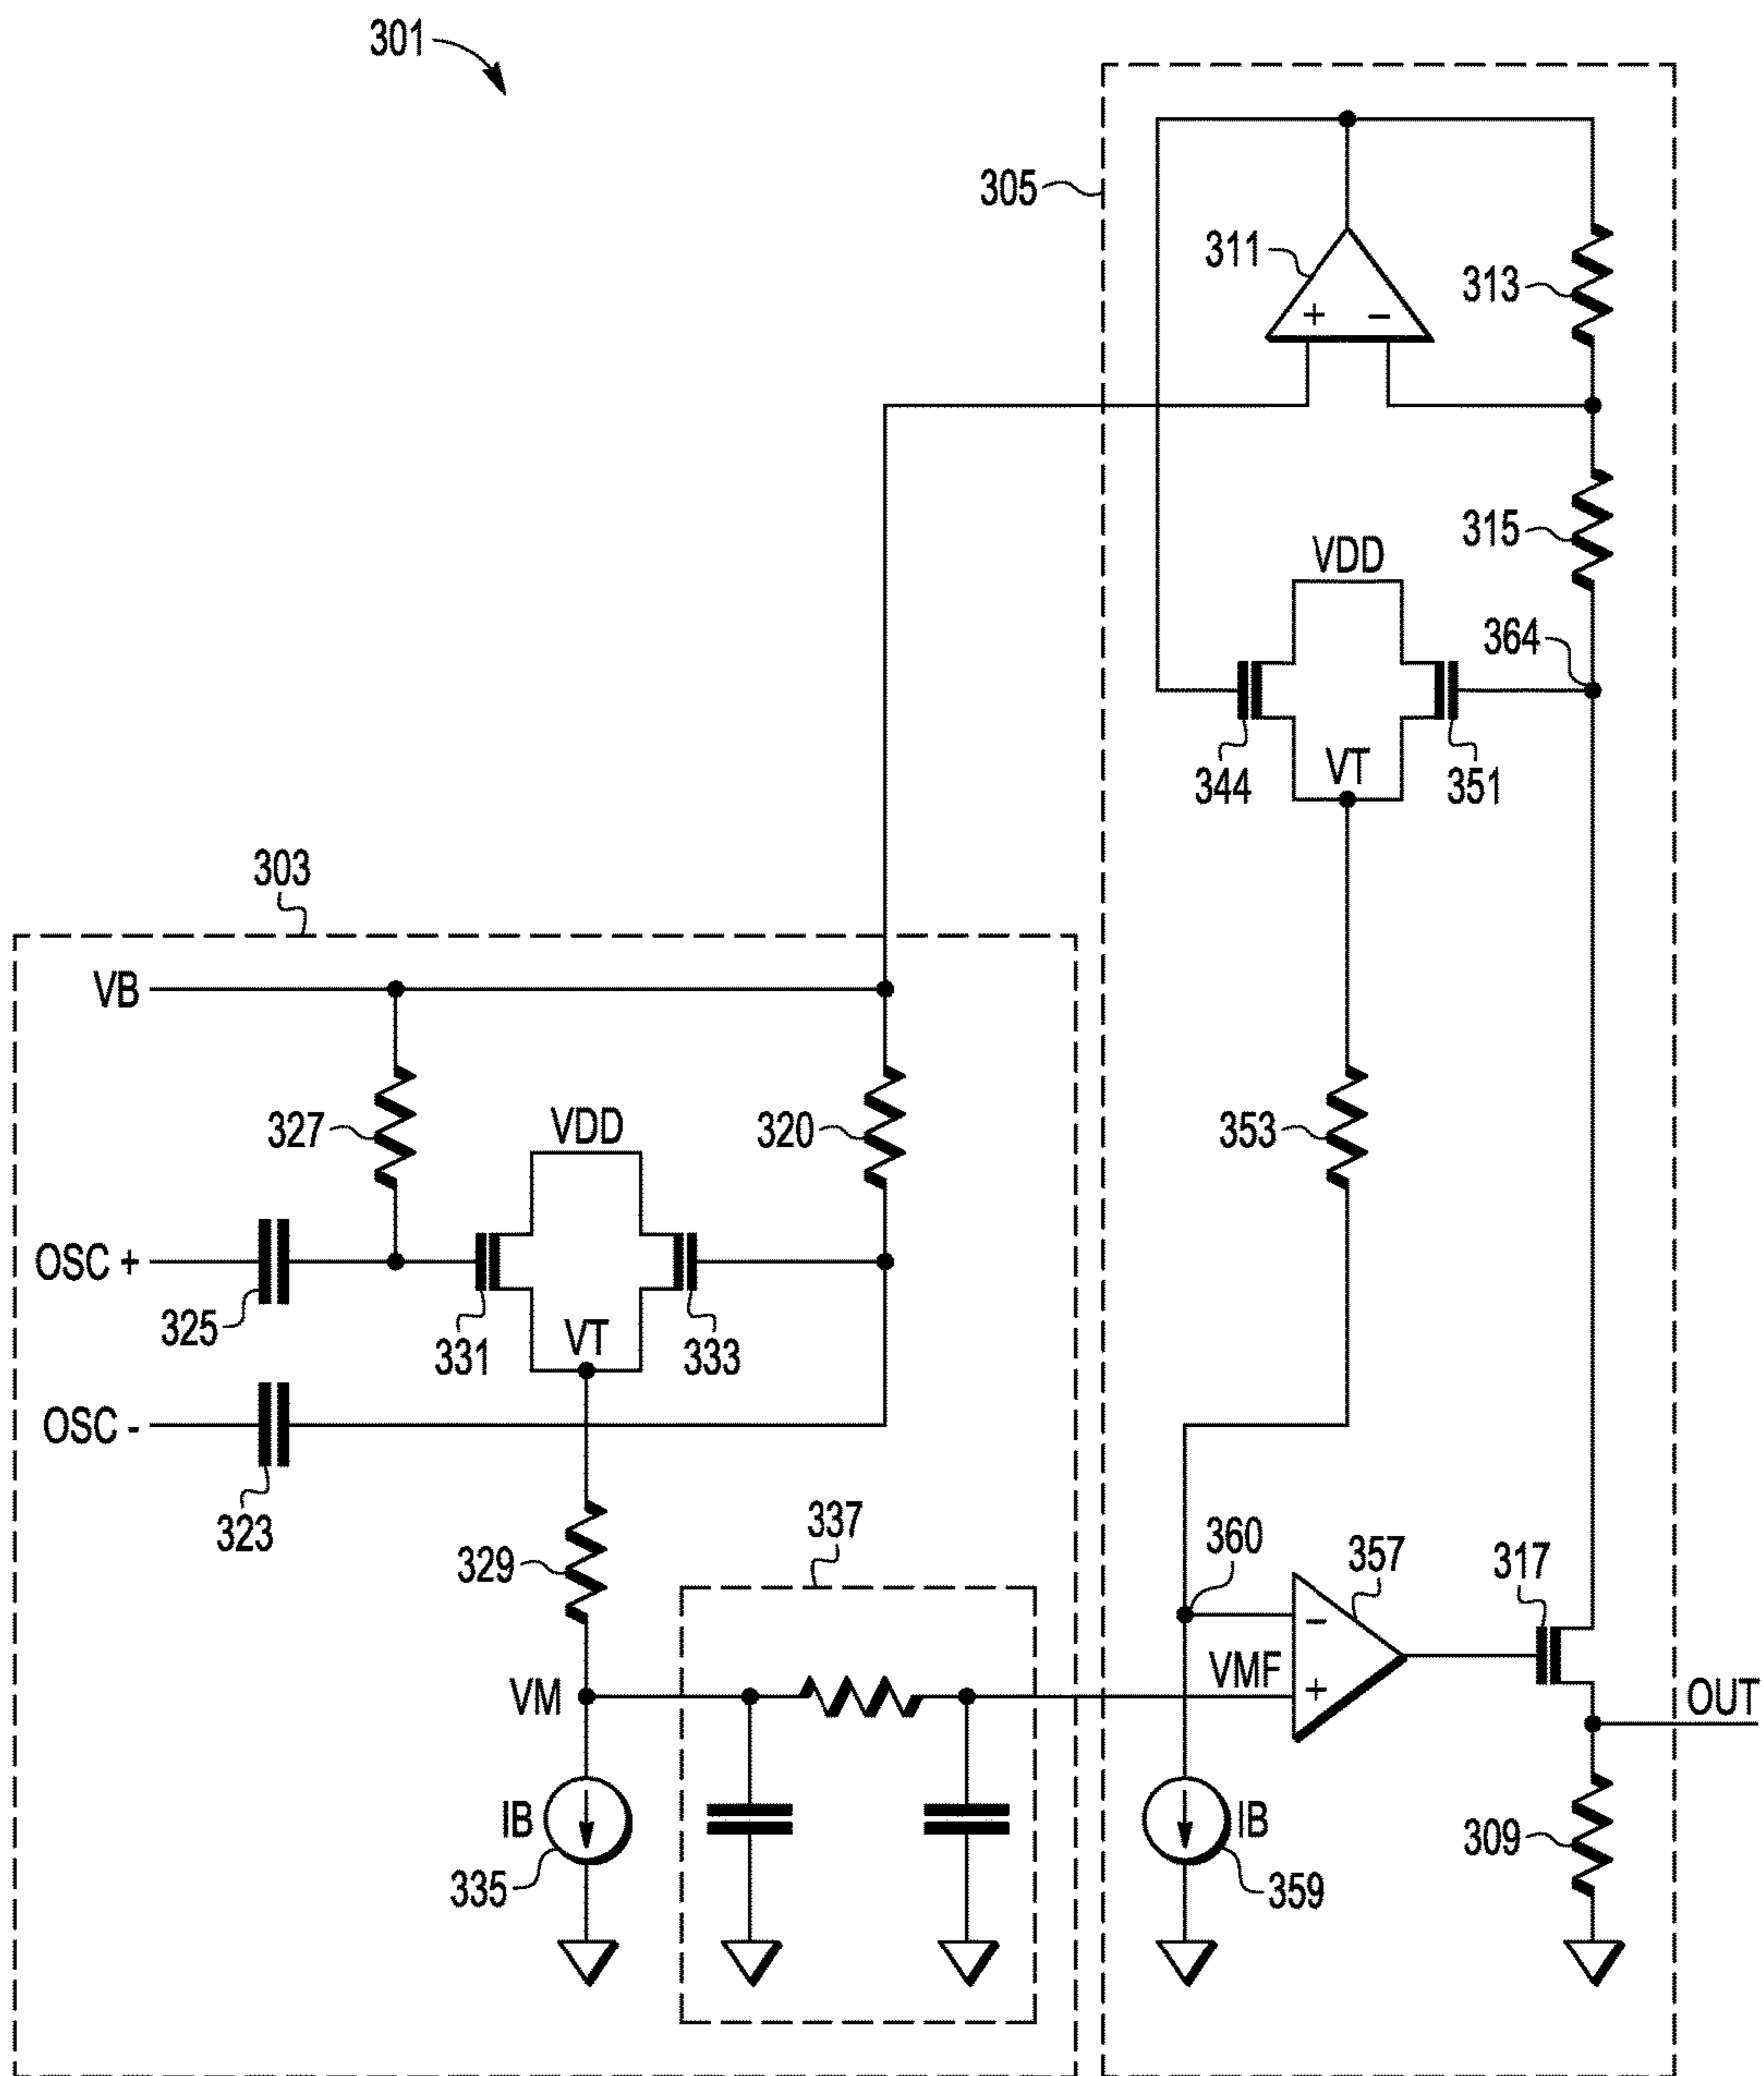 301
305
311
313
+ -
315
VDD
364
344
VT
351
303
VB
327
VDD
320
353
OSC +
325
331
VT
333
OSC -
323
337
329
360
357
317
-
VM
VMF
+
OUT
IB
335
IB
359
309